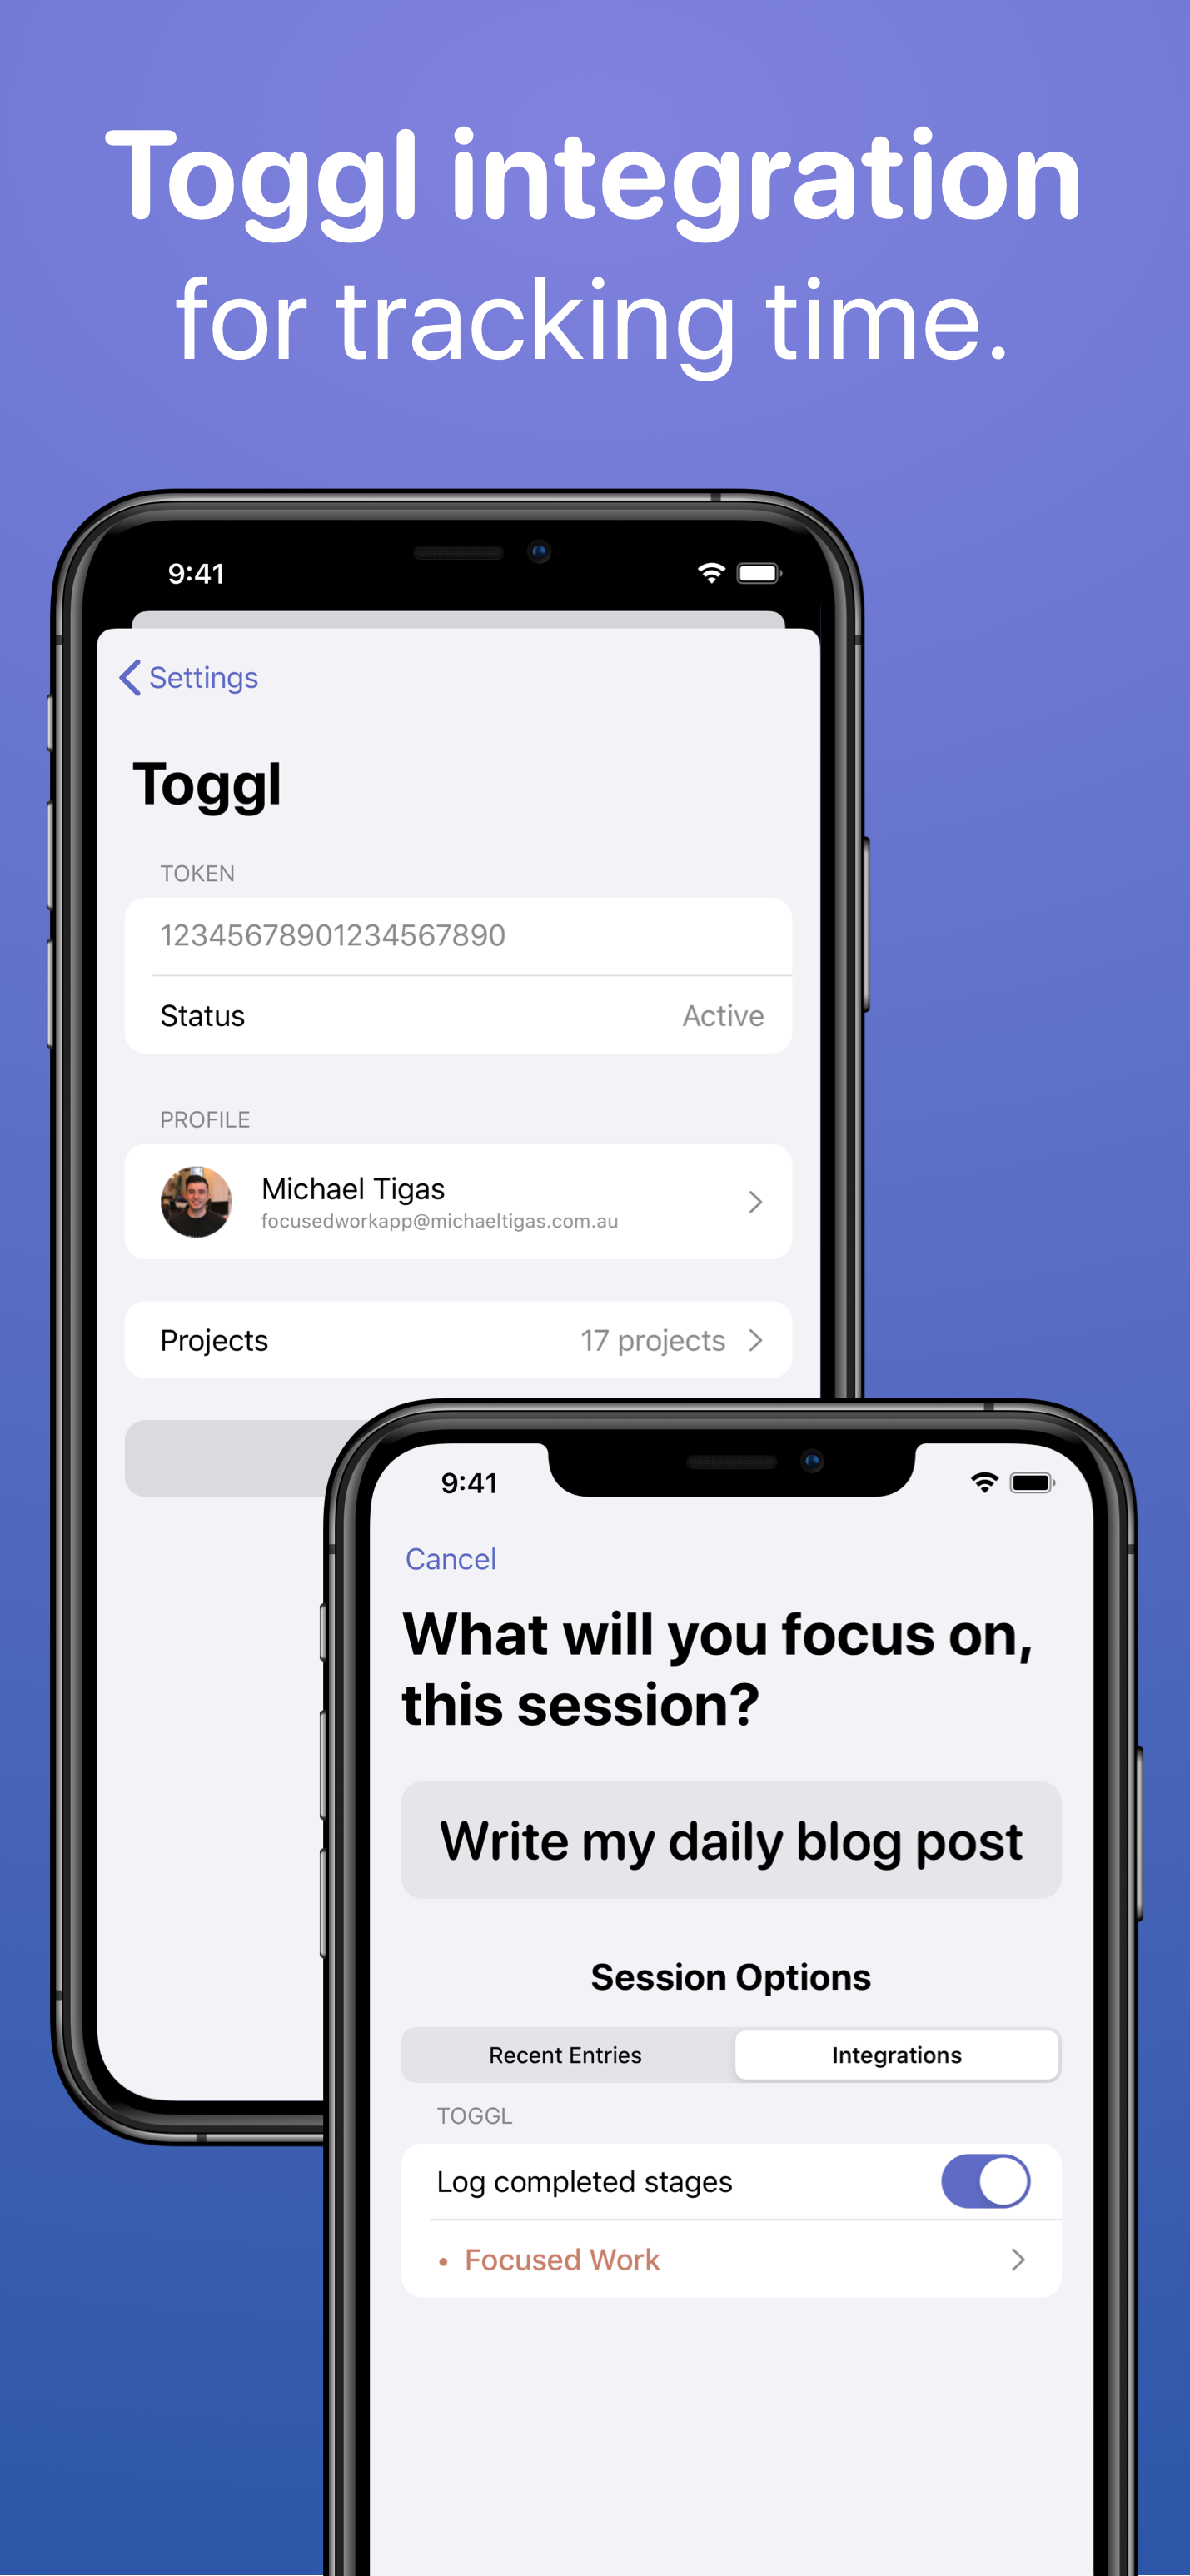 Toggl integration
for tracking time.
9:41
Settings
Toggl
TOKEN
12345678901234567890
Status Active
PROFILE
Michael Tigas
focusedworkapp@michaeltigas.com.au
Projects 17 projects
9:41
Cancel
What will you focus on,
this session?
Write my daily blog post
Session Options
Recent Entries Integrations
TOGGL
Log completed stages
• Focused Work